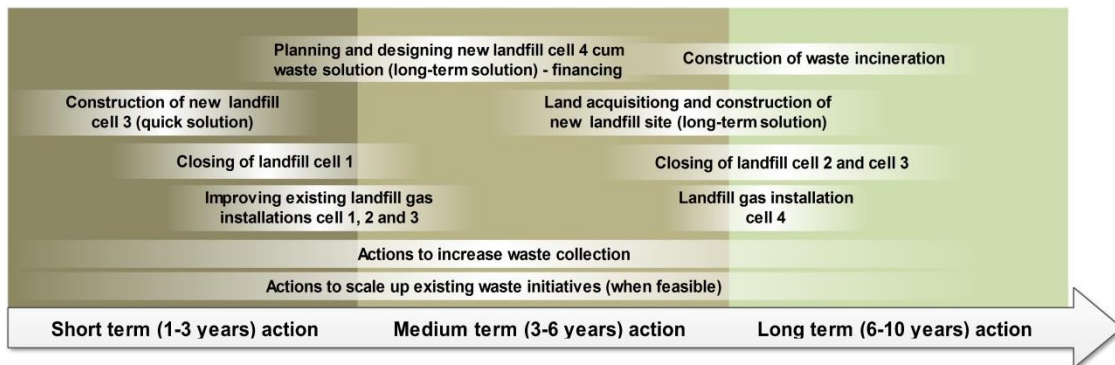 Planning and designing new landfill cell 4 cum
waste solution (long-term solution) - financing
Construction of waste incineration
Construction of new landfill
cell 3 (quick solution)
Land acquisitiong and construction of
new landfill site (long-term solution)
Closing of landfill cell 1
Closing of landfill cell 2 and cell 3
Improving existing landfill gas
installations cell 1, 2 and 3
Landfill gas installation
cell 4
Actions to increase waste collection
Actions to scale up existing waste initiatives (when feasible)
Short term (1-3 years) action
Medium term (3-6 years) action
Long term (6-10 years) action